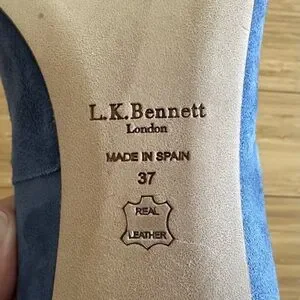 L.K.Bennett
London
MADE IN SPAIN
37
REAL
LEATHER